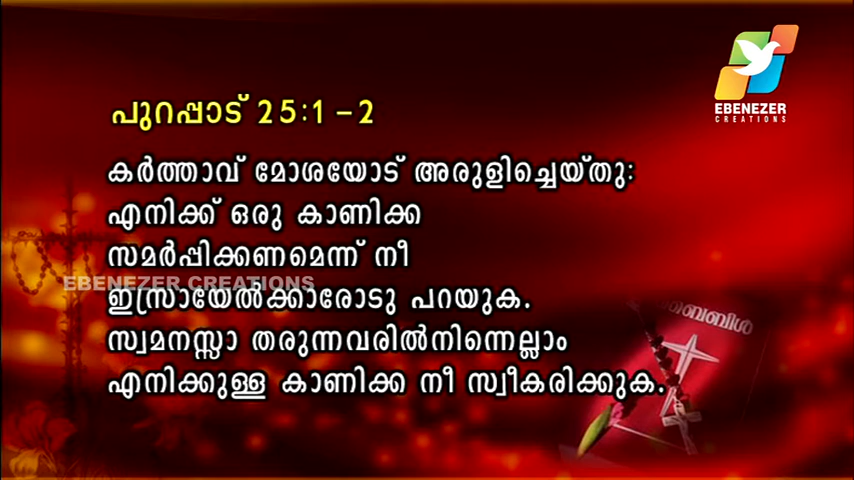 EBENEZER
CREATIONS
പുറപ്പാട് 25:1-2
കർത്താവ് മോശയോട് അരുളിച്ചെയ്തു:
എനിക്ക് ഒരു കാണിക്ക
സമർപ്പിക്കണമെന്ന് നീ
EBENEZER CREATIONS
ഇസ്രായേൽക്കാരോടു പറയുക.
സ്വമനസ്സാ തരുന്നവരിൽനിന്നെല്ലാം
എനിക്കുള്ള കാണിക്ക നീ സ്വീകരിക്കുക.
ബൈബിൾ